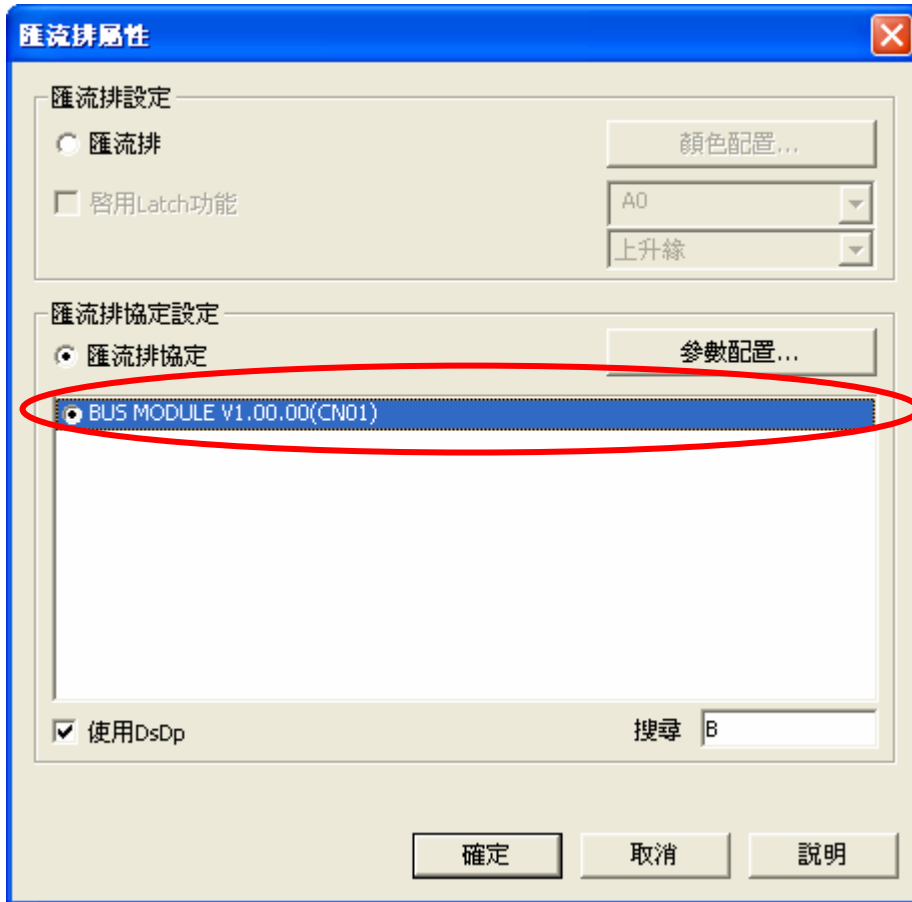 匯流排屬性
匯流排設定
匯流排
顏色配置...
啓用Latch功能
A0
上升緣
匯流排協定設定
匯流排協定
參數配置...
BUS MODULE V1.00.00(CN01)
使用DsDp
搜尋 B
確定
取消
說明